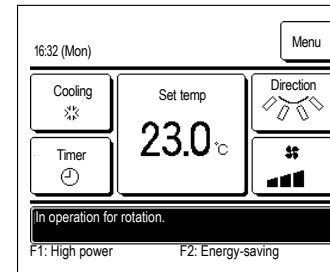 16:32 (Mon)
Menu
Cooling
Set temp
Direction
23.0 °C
Timer
In operation for rotation.
F1: High power F2: Energy-saving